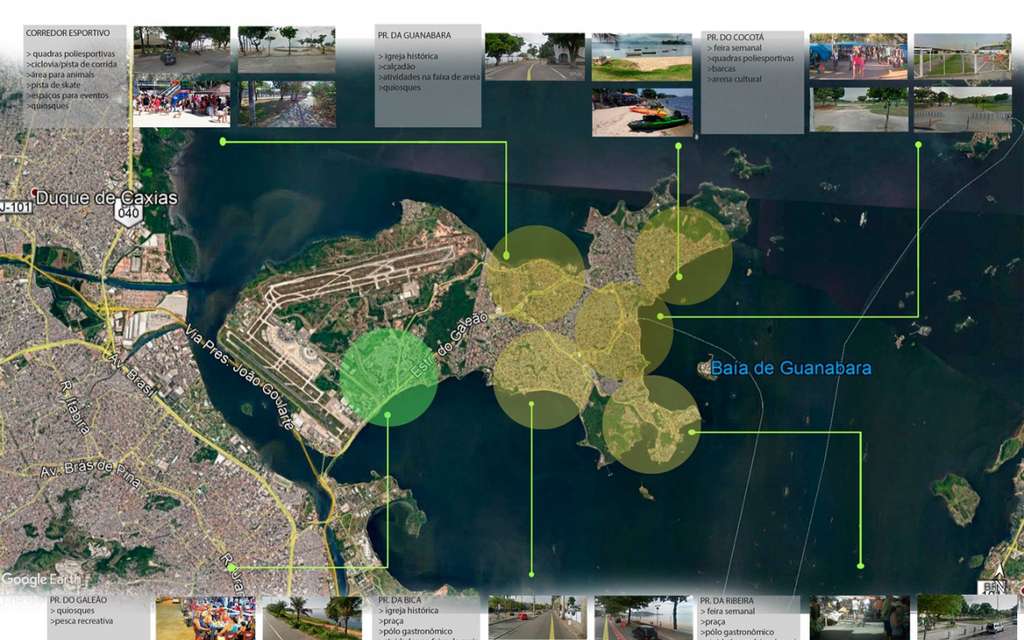 CORREDOR ESPORTIVO
> quadras poliesportivas
>ciclovia/pista de corrida
>área para animais
>pista de skate
>espaços para eventos
>quiosques
PR. DA GUANABARA
>igreja histórica
>calçadão
>atividades na faixa de areia
>quiosques
PR. DO COCOTÁ
> feira semanal
>quadras poliesportivas
>barcas
>arena cultural
J-101
Duque de Caxias
040
Via Pres. João Goularte
Estr. do Galeão
Av. Brasil
R. Itabira
Av. Brás de Pina
Baía de Guanabara
Google Earth
N
PR. DO GALEÃO
> quiosques
>pesca recreativa
PR. DA BICA
> igreja histórica
>praça
>pólo gastronômico
PR. DA RIBEIRA
> feira semanal
>praça
>pólo gastronômico